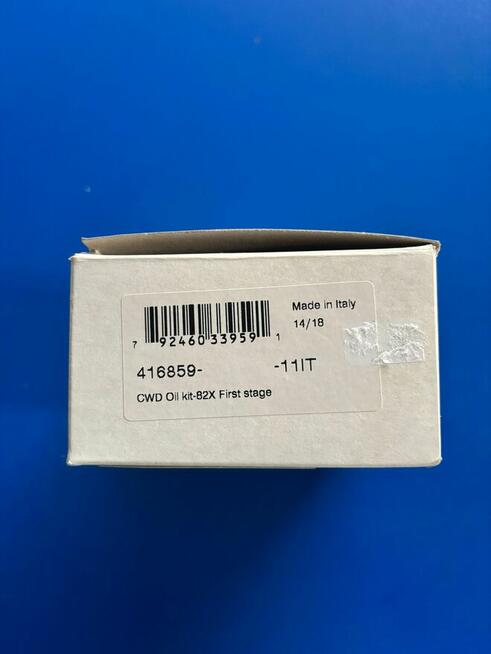 Made in Italy
14/18
7 92460 33959 1
416859- -11IT
CWD Oil kit-82X First stage